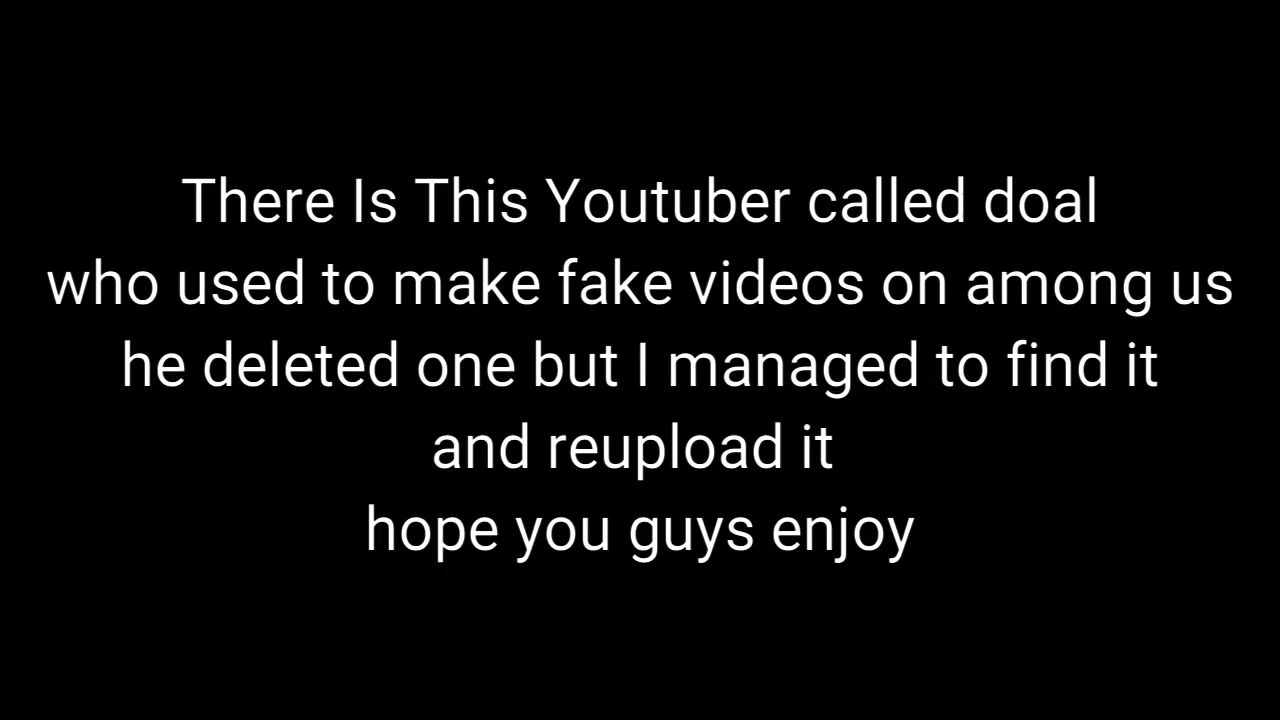 There Is This Youtuber called doal
who used to make fake videos on among us
he deleted one but I managed to find it
and reupload it
hope you guys enjoy